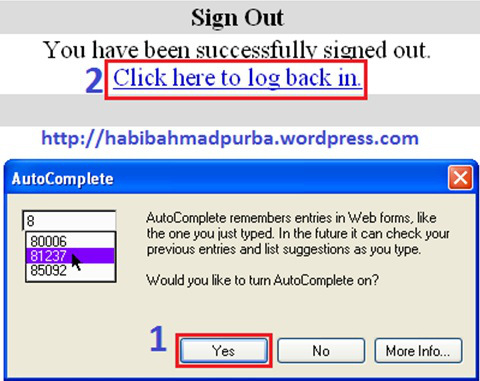 Sign Out
You have been successfully signed out.
2 Click here to log back in.
http://habibahmadpurba.wordpress.com
AutoComplete
8
80006
81237
85092
AutoComplete remembers entries in Web forms, like
the one you just typed. In the future it can check your
previous entries and list suggestions as you type.
Would you like to turn AutoComplete on?
1 Yes No More Info...